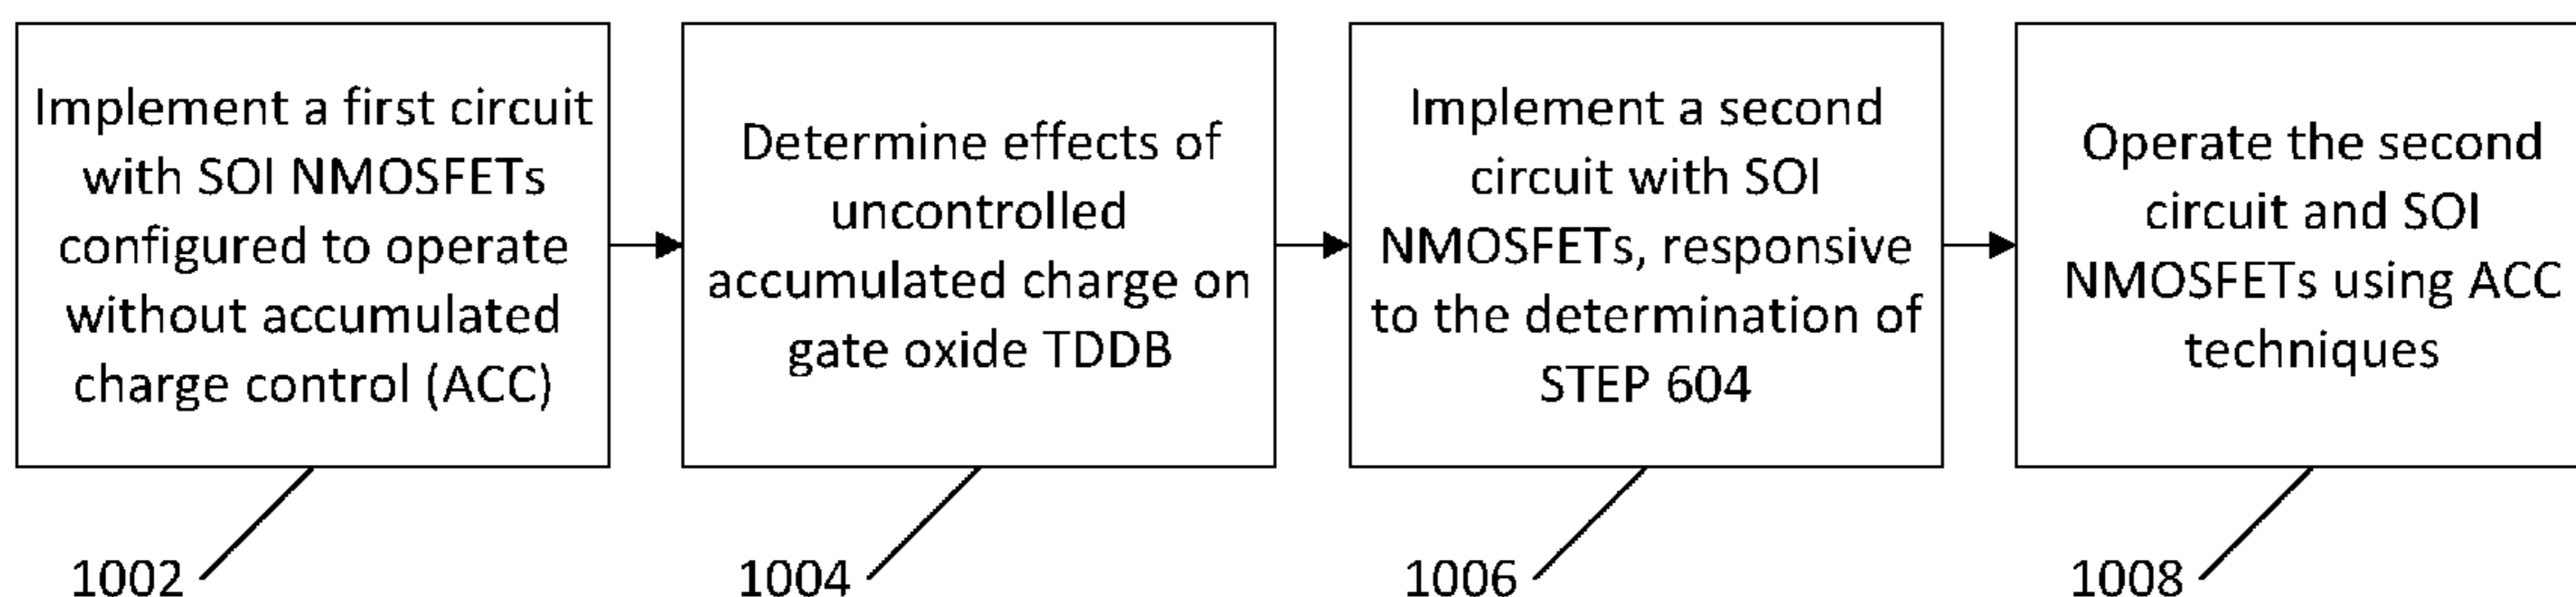 Implement a first circuit
with SOI NMOSFETs
configured to operate
without accumulated
charge control (ACC)
Determine effects of
uncontrolled
accumulated charge on
gate oxide TDDB
Implement a second
circuit with SOI
NMOSFETs, responsive
to the determination of
STEP 604
Operate the second
circuit and SOI
NMOSFETs using ACC
techniques
1002
1004
1006
1008